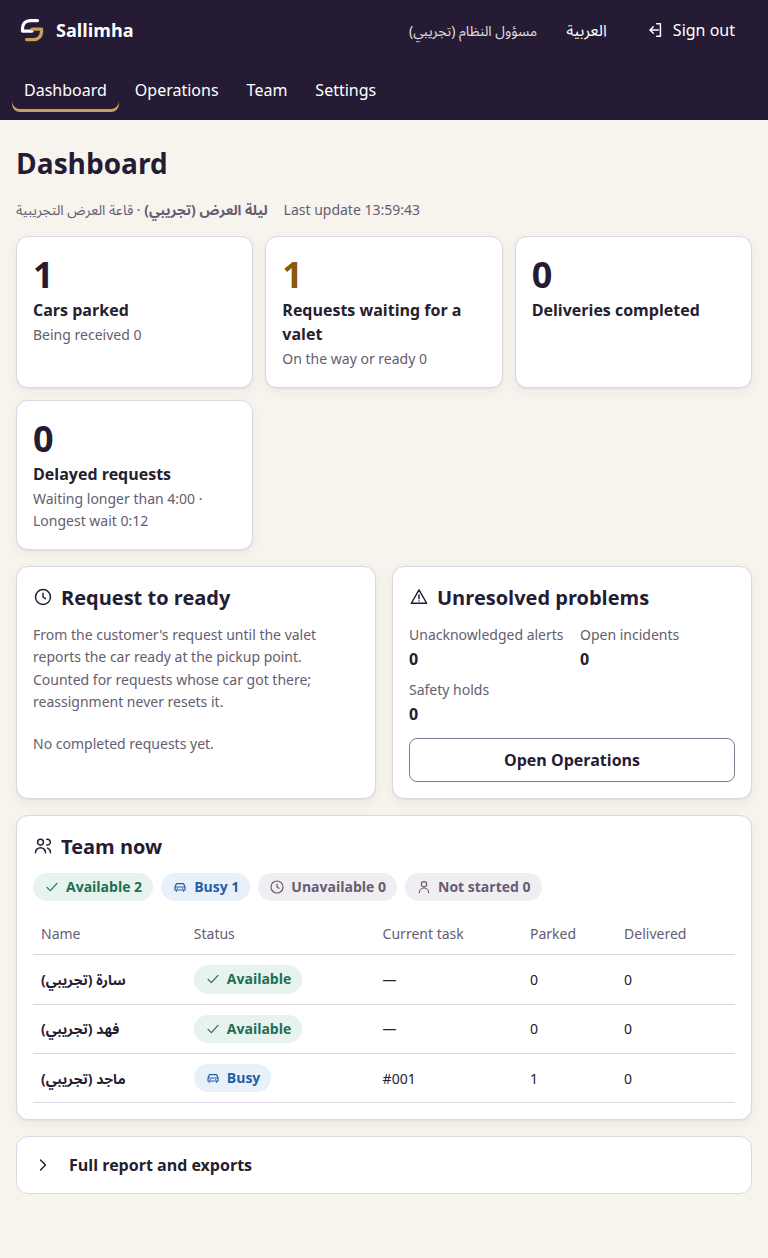 Sallimha
مسؤول النظام (تجريبي)
العربية
Sign out
Dashboard
Operations
Team
Settings
Dashboard
ليلة العرض (تجريبي) · قاعة العرض التجريبية
Last update 13:59:43
1
Cars parked
Being received 0
1
Requests waiting for a
valet
On the way or ready 0
0
Deliveries completed
0
Delayed requests
Waiting longer than 4:00 ·
Longest wait 0:12
Request to ready
From the customer's request until the valet
reports the car ready at the pickup point.
Counted for requests whose car got there;
reassignment never resets it.
No completed requests yet.
Unresolved problems
Unacknowledged alerts
0
Open incidents
0
Safety holds
0
Open Operations
Team now
Available 2
Busy 1
Unavailable 0
Not started 0
Name Status Current task Parked Delivered
سارة (تجريبي) Available — 0 0
فهد (تجريبي) Available — 0 0
ماجد (تجريبي) Busy #001 1 0
Full report and exports